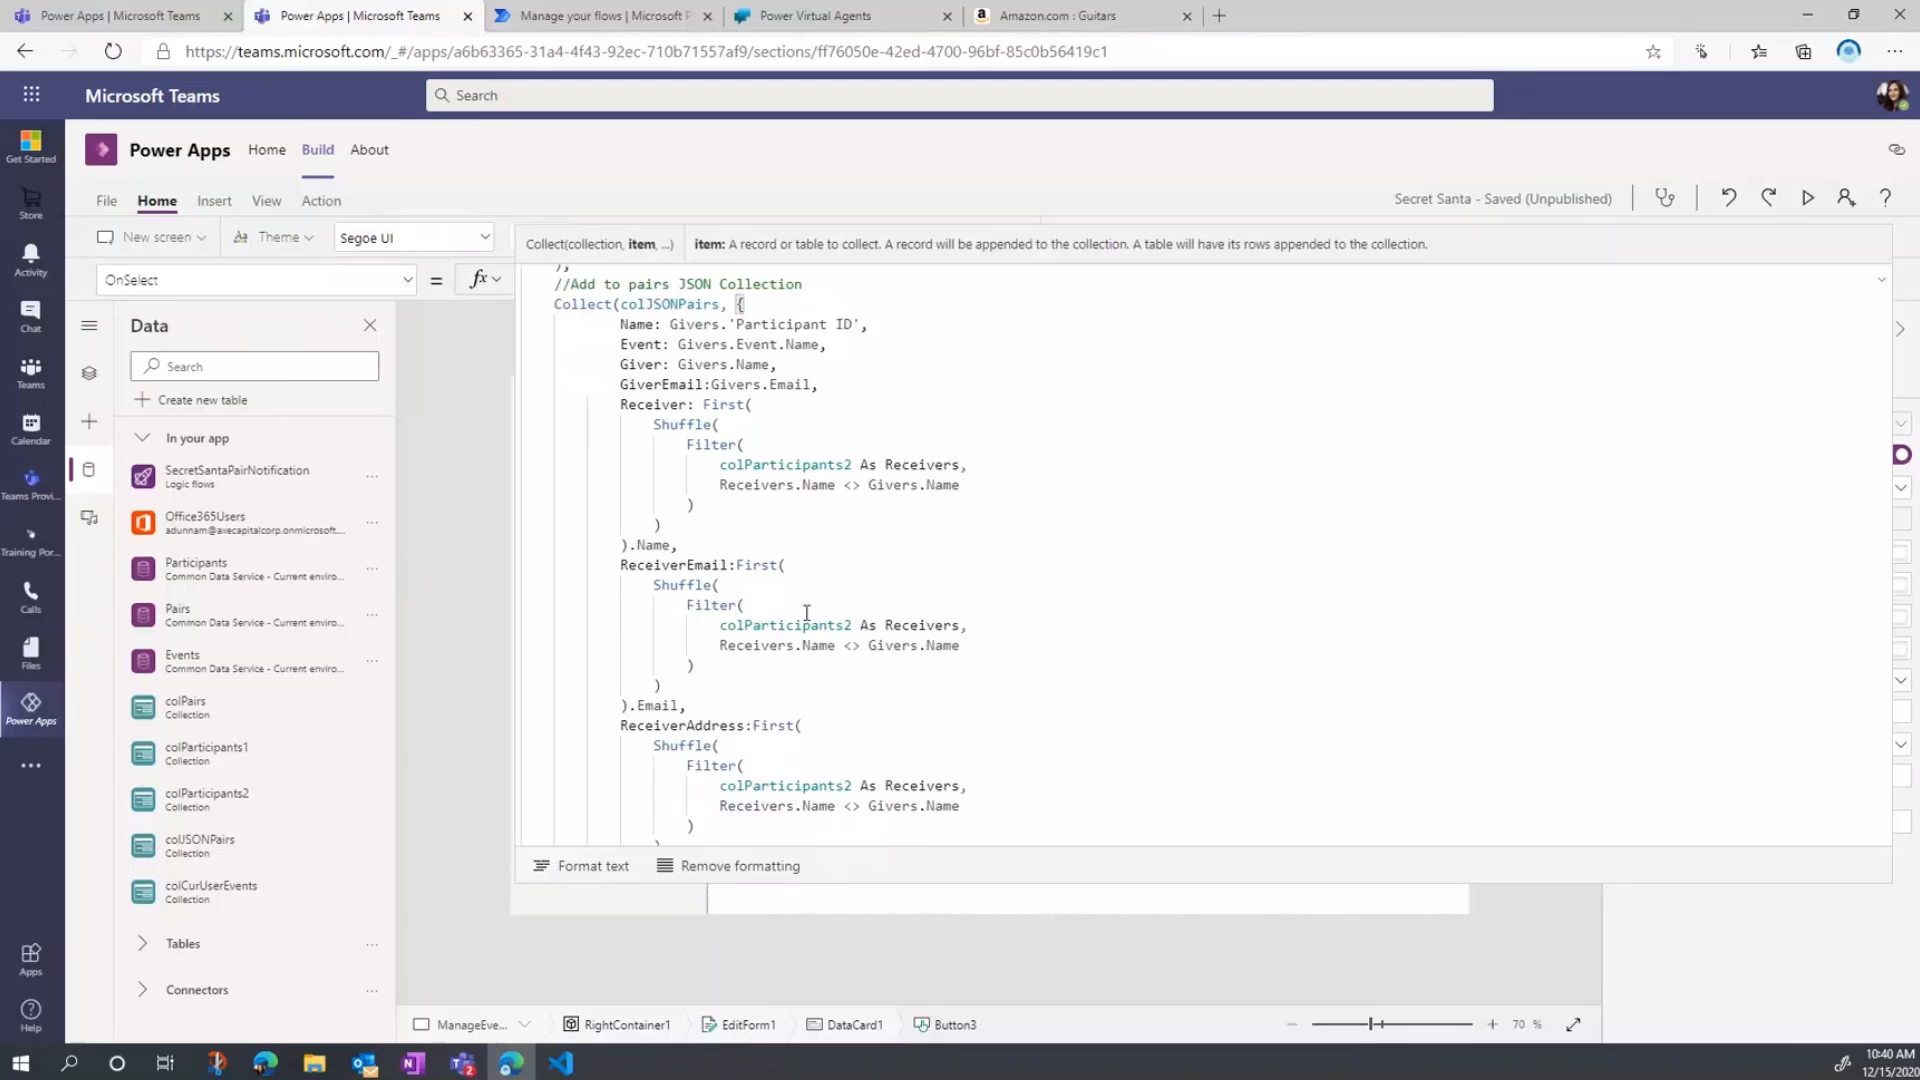 Power Apps | Microsoft Teams
Power Apps | Microsoft Teams
Manage your flows | Microsoft P
Power Virtual Agents
Amazon.com : Guitars
https://teams.microsoft.com/_#/apps/a6b63365-31a4-4f43-92ec-710b71557af9/sections/ff76050e-42ed-4700-96bf-85c0b56419c1
Microsoft Teams
Search
Get Started
Store
Activity
Chat
Teams
Calendar
Teams Provi...
Training Por...
Calls
Files
Power Apps
Apps
Help
Power Apps
Home
Build
About
File
Home
Insert
View
Action
Secret Santa - Saved (Unpublished)
New screen
Theme
Segoe UI
Collect(collection, item, ...)
item: A record or table to collect. A record will be appended to the collection. A table will have its rows appended to the collection.
OnSelect
=
fx
Data
Search
Create new table
In your app
SecretSantaPairNotification
Logic flows
Office365Users
adunnam@axecapitalcorp.onmicrosoft....
Participants
Common Data Service - Current enviro...
Pairs
Common Data Service - Current enviro...
Events
Common Data Service - Current enviro...
colPairs
Collection
colParticipants1
Collection
colParticipants2
Collection
colJSONPairs
Collection
colCurUserEvents
Collection
Tables
Connectors
),
//Add to pairs JSON Collection
Collect(colJSONPairs, {
Name: Givers.'Participant ID',
Event: Givers.Event.Name,
Giver: Givers.Name,
GiverEmail:Givers.Email,
Receiver: First(
Shuffle(
Filter(
colParticipants2 As Receivers,
Receivers.Name <> Givers.Name
)
)
).Name,
ReceiverEmail:First(
Shuffle(
Filter(
colParticipants2 As Receivers,
Receivers.Name <> Givers.Name
)
)
).Email,
ReceiverAddress:First(
Shuffle(
Filter(
colParticipants2 As Receivers,
Receivers.Name <> Givers.Name
)
)
Format text
Remove formatting
ManageEve...
RightContainer1
EditForm1
DataCard1
Button3
70 %
10:40 AM
12/15/2020